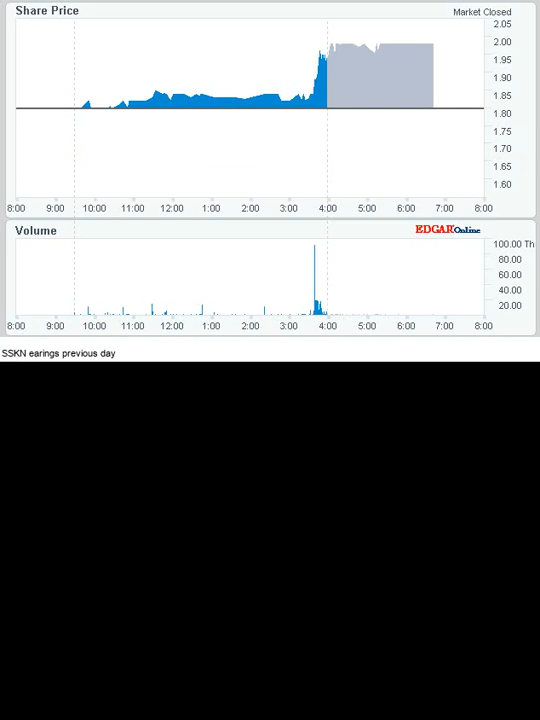 Share Price
Market Closed
2.05
2.00
1.95
1.90
1.85
1.80
1.75
1.70
1.65
1.60
8:00 9:00 10:00 11:00 12:00 1:00 2:00 3:00 4:00 5:00 6:00 7:00 8:00
Volume
EDGAR Online
100.00 Th
80.00
60.00
40.00
20.00
8:00 9:00 10:00 11:00 12:00 1:00 2:00 3:00 4:00 5:00 6:00 7:00 8:00
SSKN earings previous day